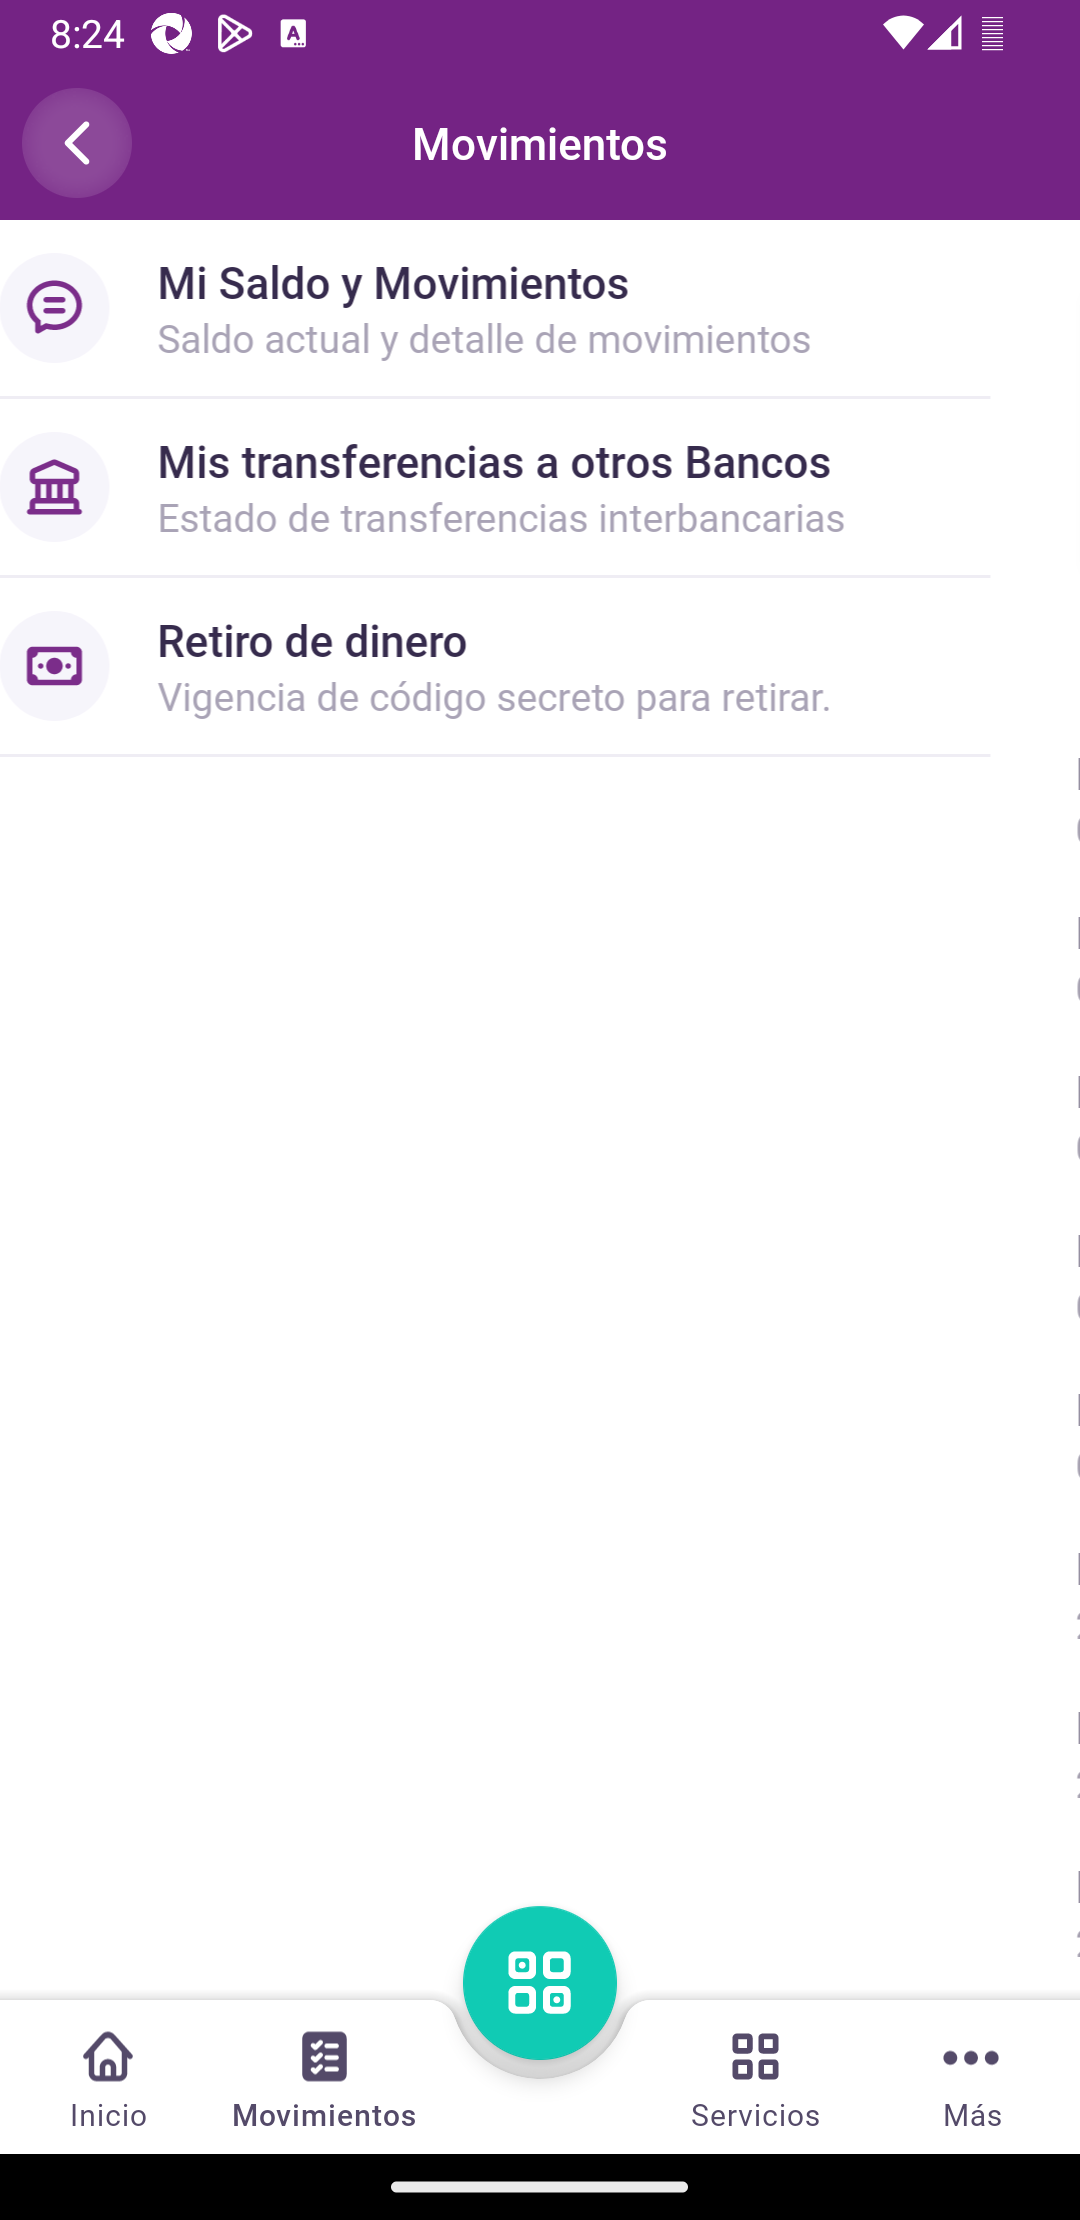 8:24
Movimientos
Mi Saldo y Movimientos
Saldo actual y detalle de movimientos
Mis transferencias a otros Bancos
Estado de transferencias interbancarias
Retiro de dinero
Vigencia de código secreto para retirar.
Inicio
Movimientos
Servicios
Más